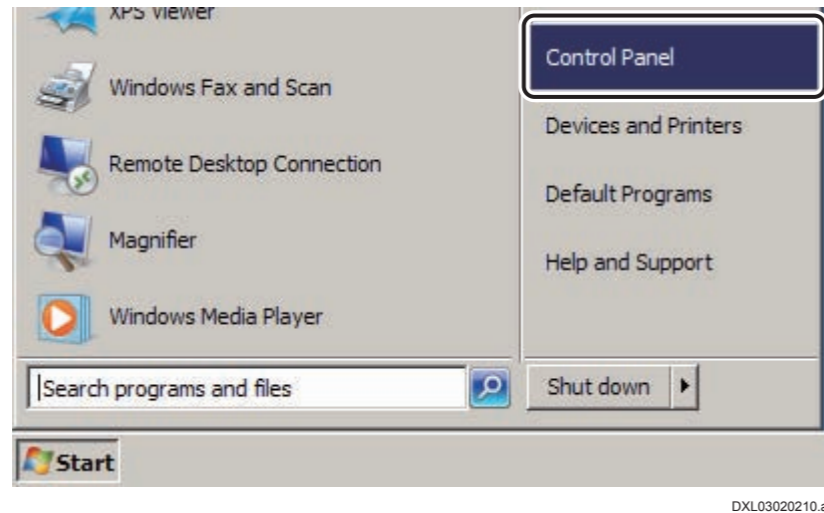 XPS Viewer
Windows Fax and Scan
Remote Desktop Connection
Magnifier
Windows Media Player
Search programs and files
Control Panel
Devices and Printers
Default Programs
Help and Support
Shut down
Start
DXL03020210.a